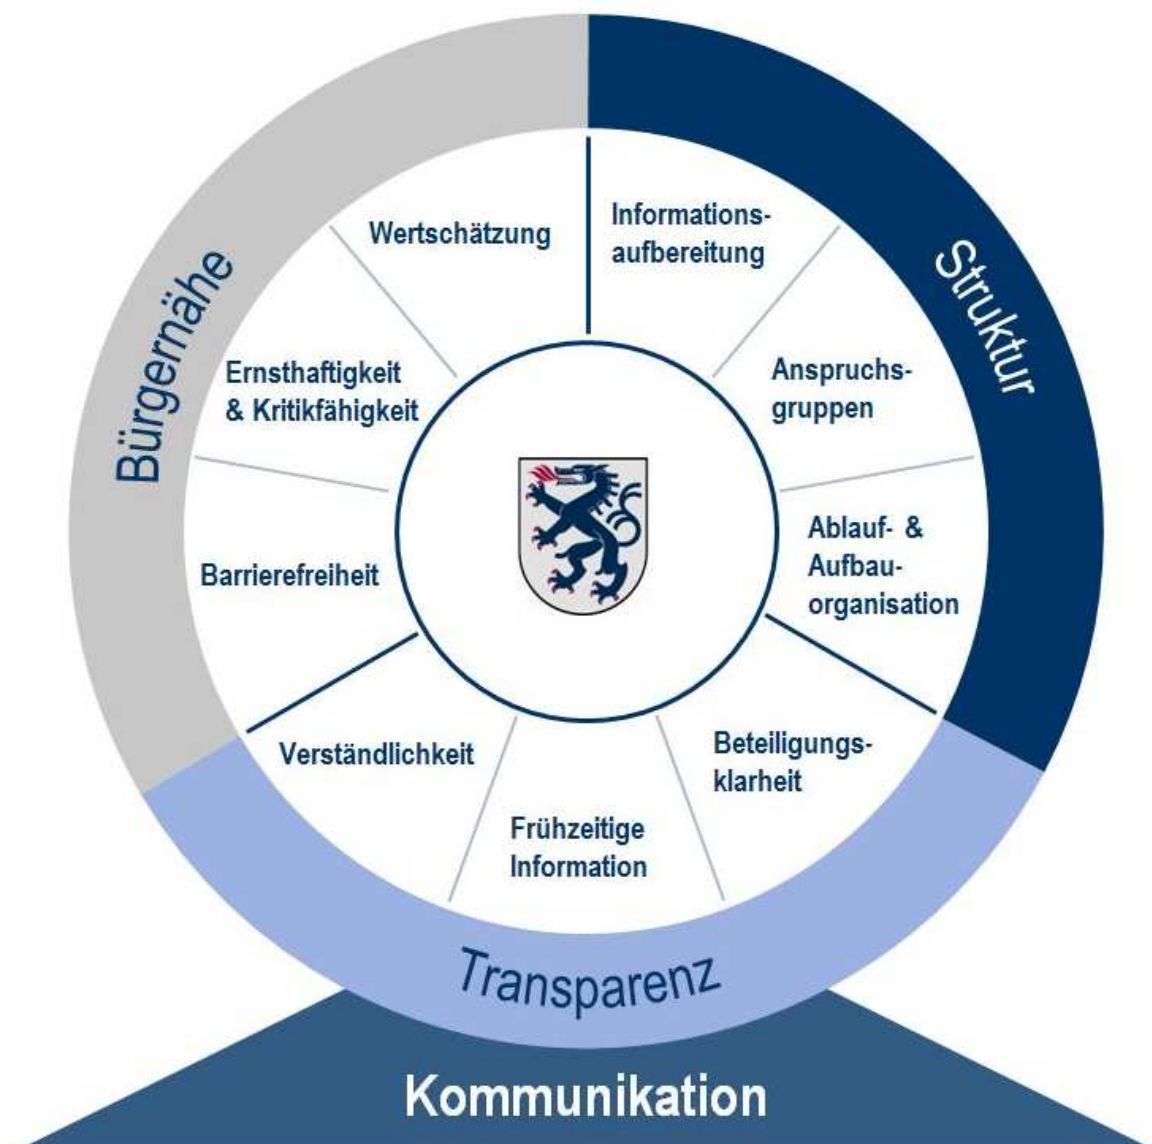 Wertschätzung
Informations-
aufbereitung
Struktur
Bürgernähe
Ernsthaftigkeit
& Kritikfähigkeit
Anspruchs-
gruppen
Ablauf- &
Aufbau-
organisation
Barrierefreiheit
Verständlichkeit
Beteiligungs-
klarheit
Frühzeitige
Information
Transparenz
Kommunikation